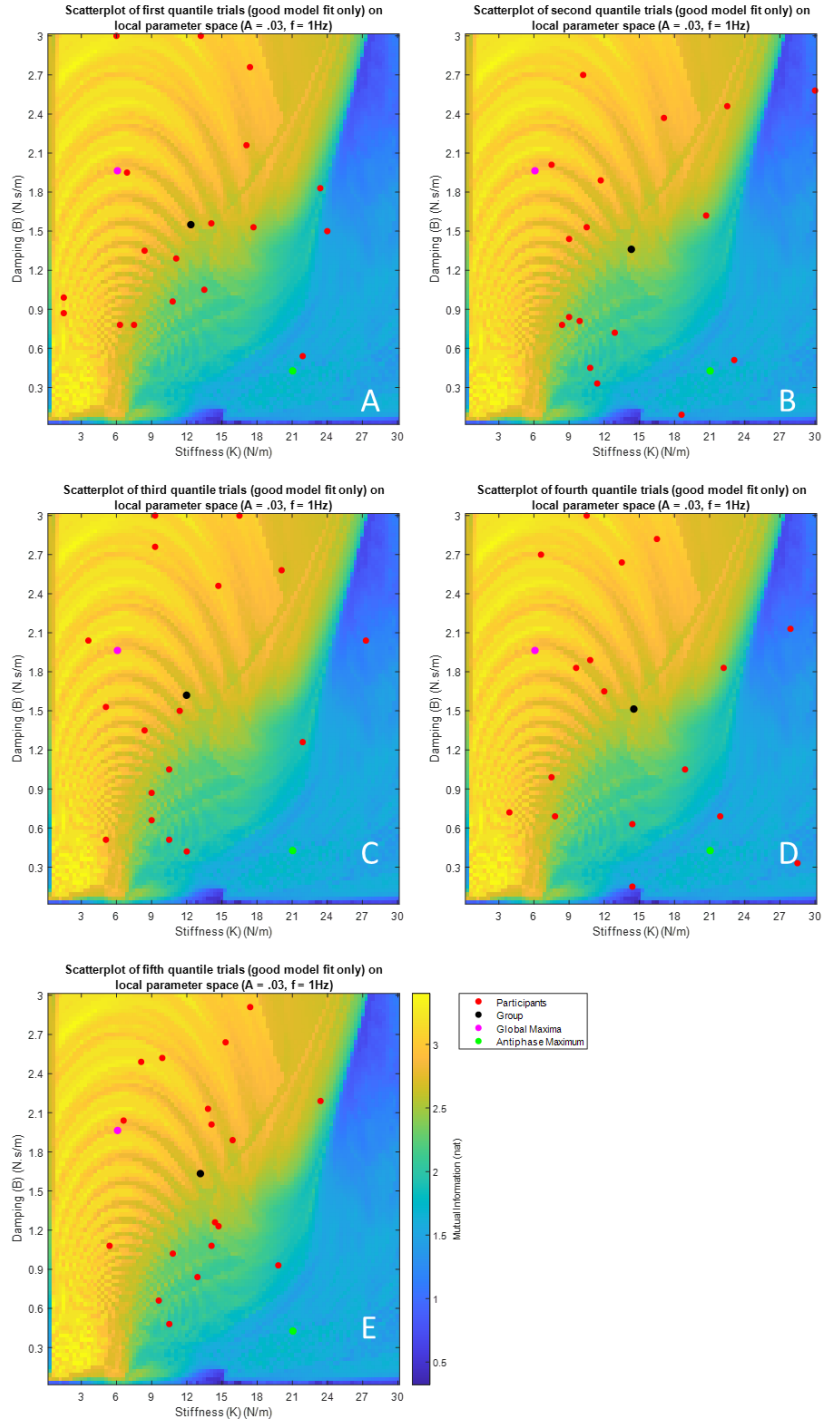 Scatterplot of first quantile trials (good model fit only) on
local parameter space (A = .03, f = 1Hz)
3
2.7
2.4
2.1
1.8
1.5
1.2
0.9
0.6
0.3
Damping (B) (N.s/m)
A
3 6 9 12 15 18 21 24 27 30
Stiffness (K) (N/m)
Scatterplot of second quantile trials (good model fit only) on
local parameter space (A = .03, f = 1Hz)
3
2.7
2.4
2.1
1.8
1.5
1.2
0.9
0.6
0.3
Damping (B) (N.s/m)
B
3 6 9 12 15 18 21 24 27 30
Stiffness (K) (N/m)
Scatterplot of third quantile trials (good model fit only) on
local parameter space (A = .03, f = 1Hz)
3
2.7
2.4
2.1
1.8
1.5
1.2
0.9
0.6
0.3
Damping (B) (N.s/m)
C
3 6 9 12 15 18 21 24 27 30
Stiffness (K) (N/m)
Scatterplot of fourth quantile trials (good model fit only) on
local parameter space (A = .03, f = 1Hz)
3
2.7
2.4
2.1
1.8
1.5
1.2
0.9
0.6
0.3
Damping (B) (N.s/m)
D
3 6 9 12 15 18 21 24 27 30
Stiffness (K) (N/m)
Scatterplot of fifth quantile trials (good model fit only) on
local parameter space (A = .03, f = 1Hz)
3
2.7
2.4
2.1
1.8
1.5
1.2
0.9
0.6
0.3
Damping (B) (N.s/m)
E
3 6 9 12 15 18 21 24 27 30
Stiffness (K) (N/m)
3
2.5
2
1.5
1
0.5
Mutual Information (nat)
Participants
Group
Global Maxima
Antiphase Maximum